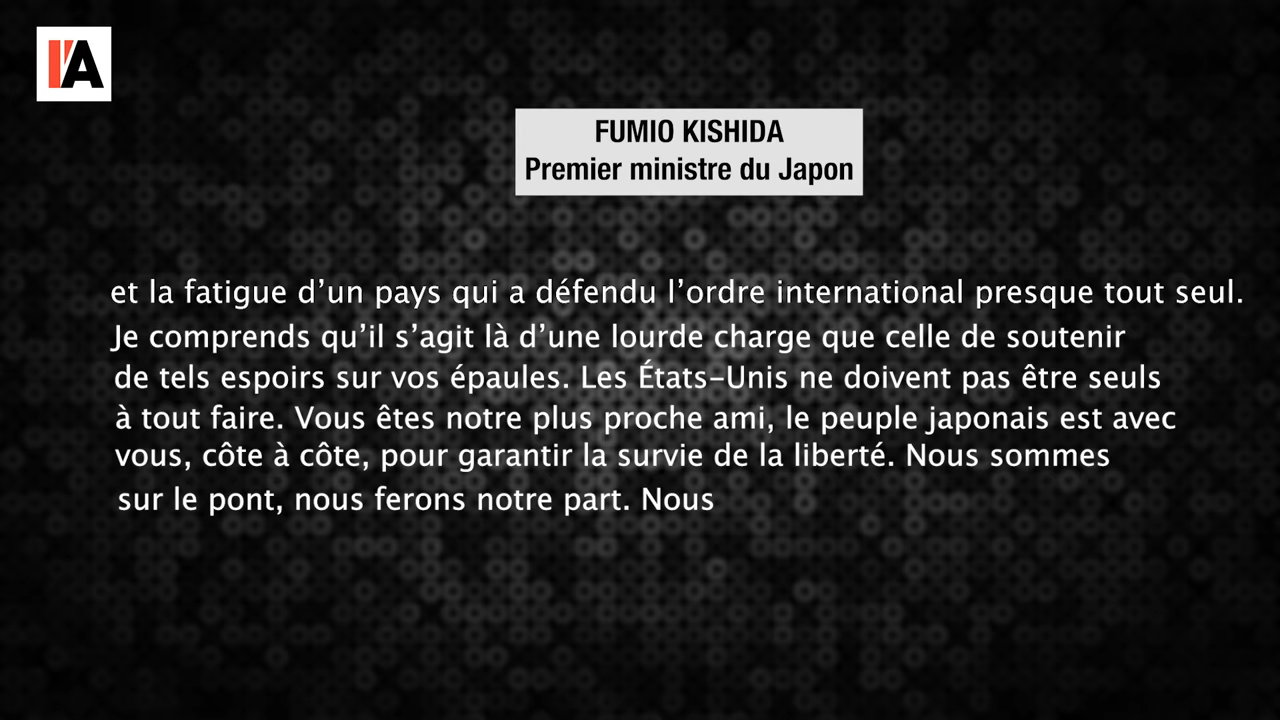 I'A
FUMIO KISHIDA
Premier ministre du Japon
et la fatigue d’un pays qui a défendu l’ordre international presque tout seul.
Je comprends qu’il s’agit là d’une lourde charge que celle de soutenir
de tels espoirs sur vos épaules. Les États-Unis ne doivent pas être seuls
à tout faire. Vous êtes notre plus proche ami, le peuple japonais est avec
vous, côte à côte, pour garantir la survie de la liberté. Nous sommes
sur le pont, nous ferons notre part. Nous